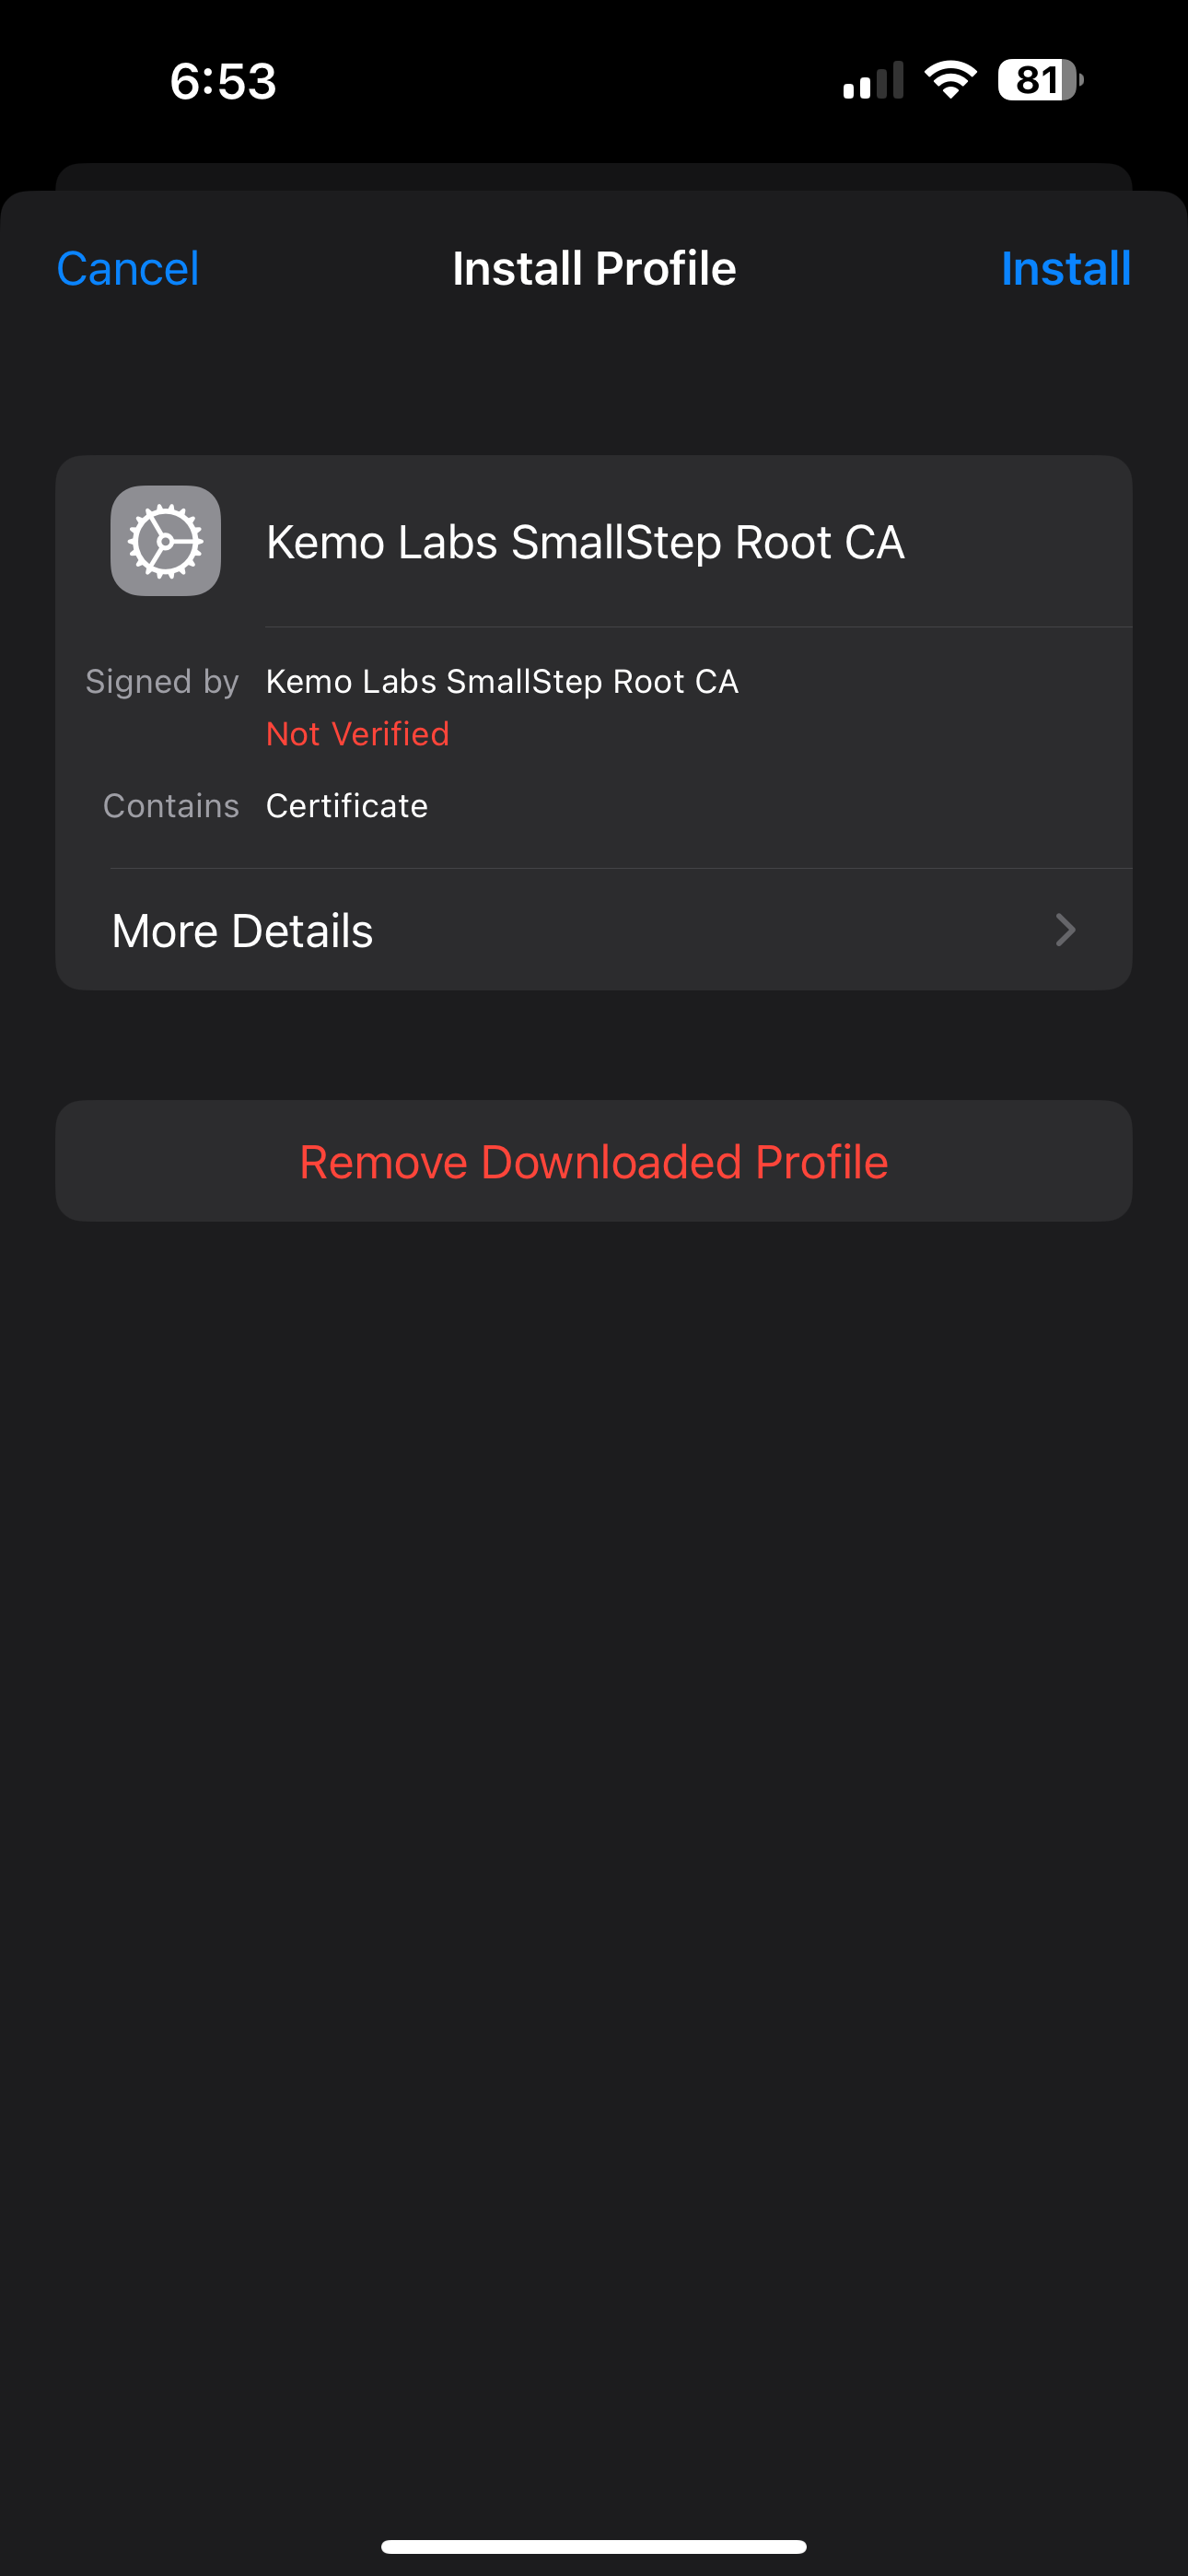 6:53
81
Cancel
Install Profile
Install
Kemo Labs SmallStep Root CA
Signed by Kemo Labs SmallStep Root CA
Not Verified
Contains Certificate
More Details
Remove Downloaded Profile